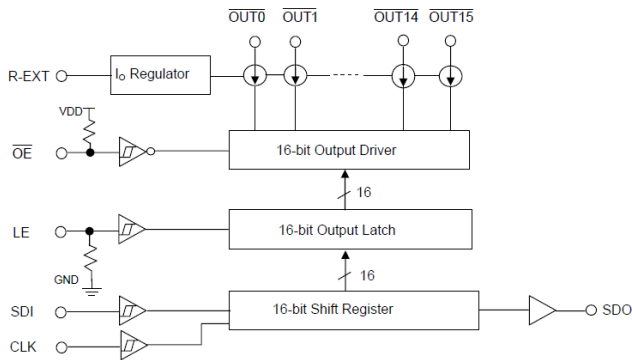 OUT0 OUT1 OUT14 OUT15
R-EXT
I₀ Regulator
VDD
OE
16-bit Output Driver
16
LE
16-bit Output Latch
GND
16
SDI
16-bit Shift Register
SDO
CLK